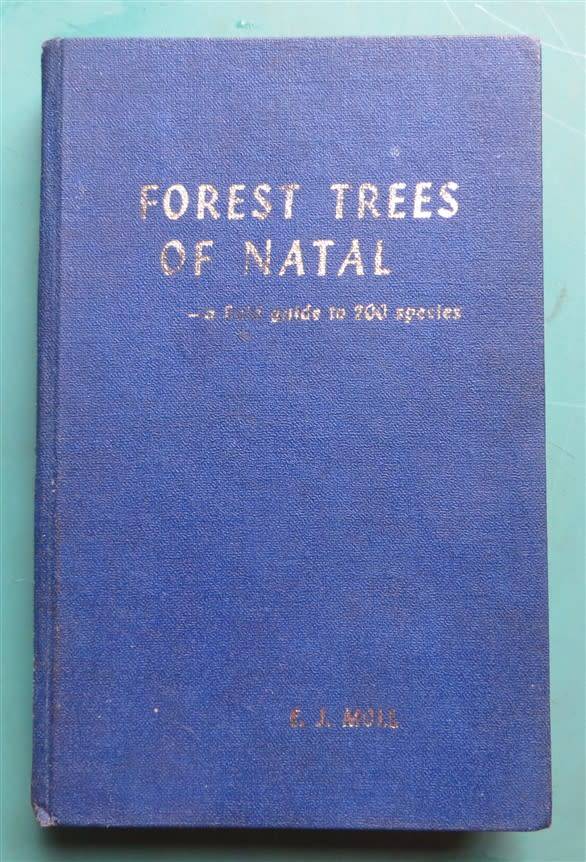 FOREST TREES
OF NATAL
– a field guide to 200 species
E. J. MOLL